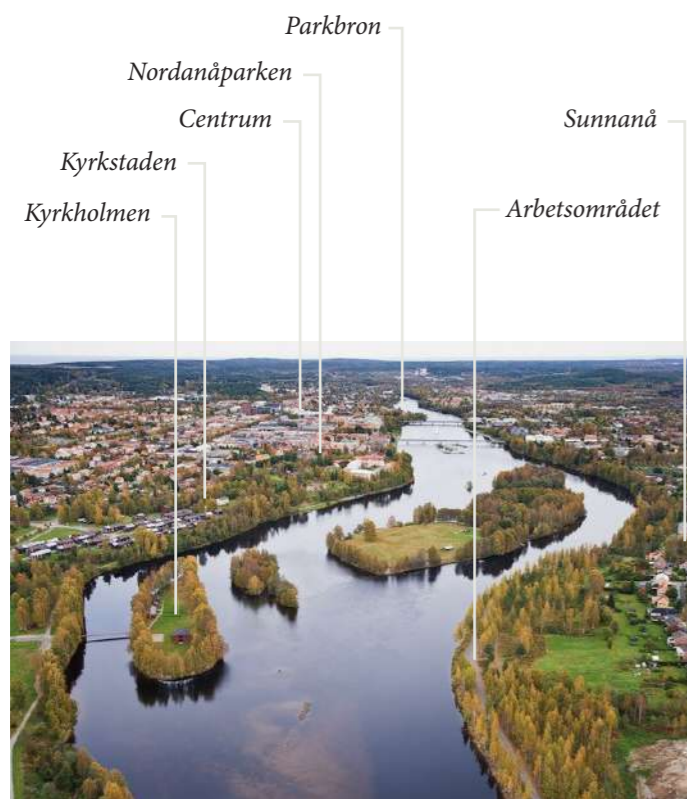 Parkbron
Nordanåparken
Centrum
Sunnanå
Kyrkstaden
Kyrkholmen
Arbetsområdet